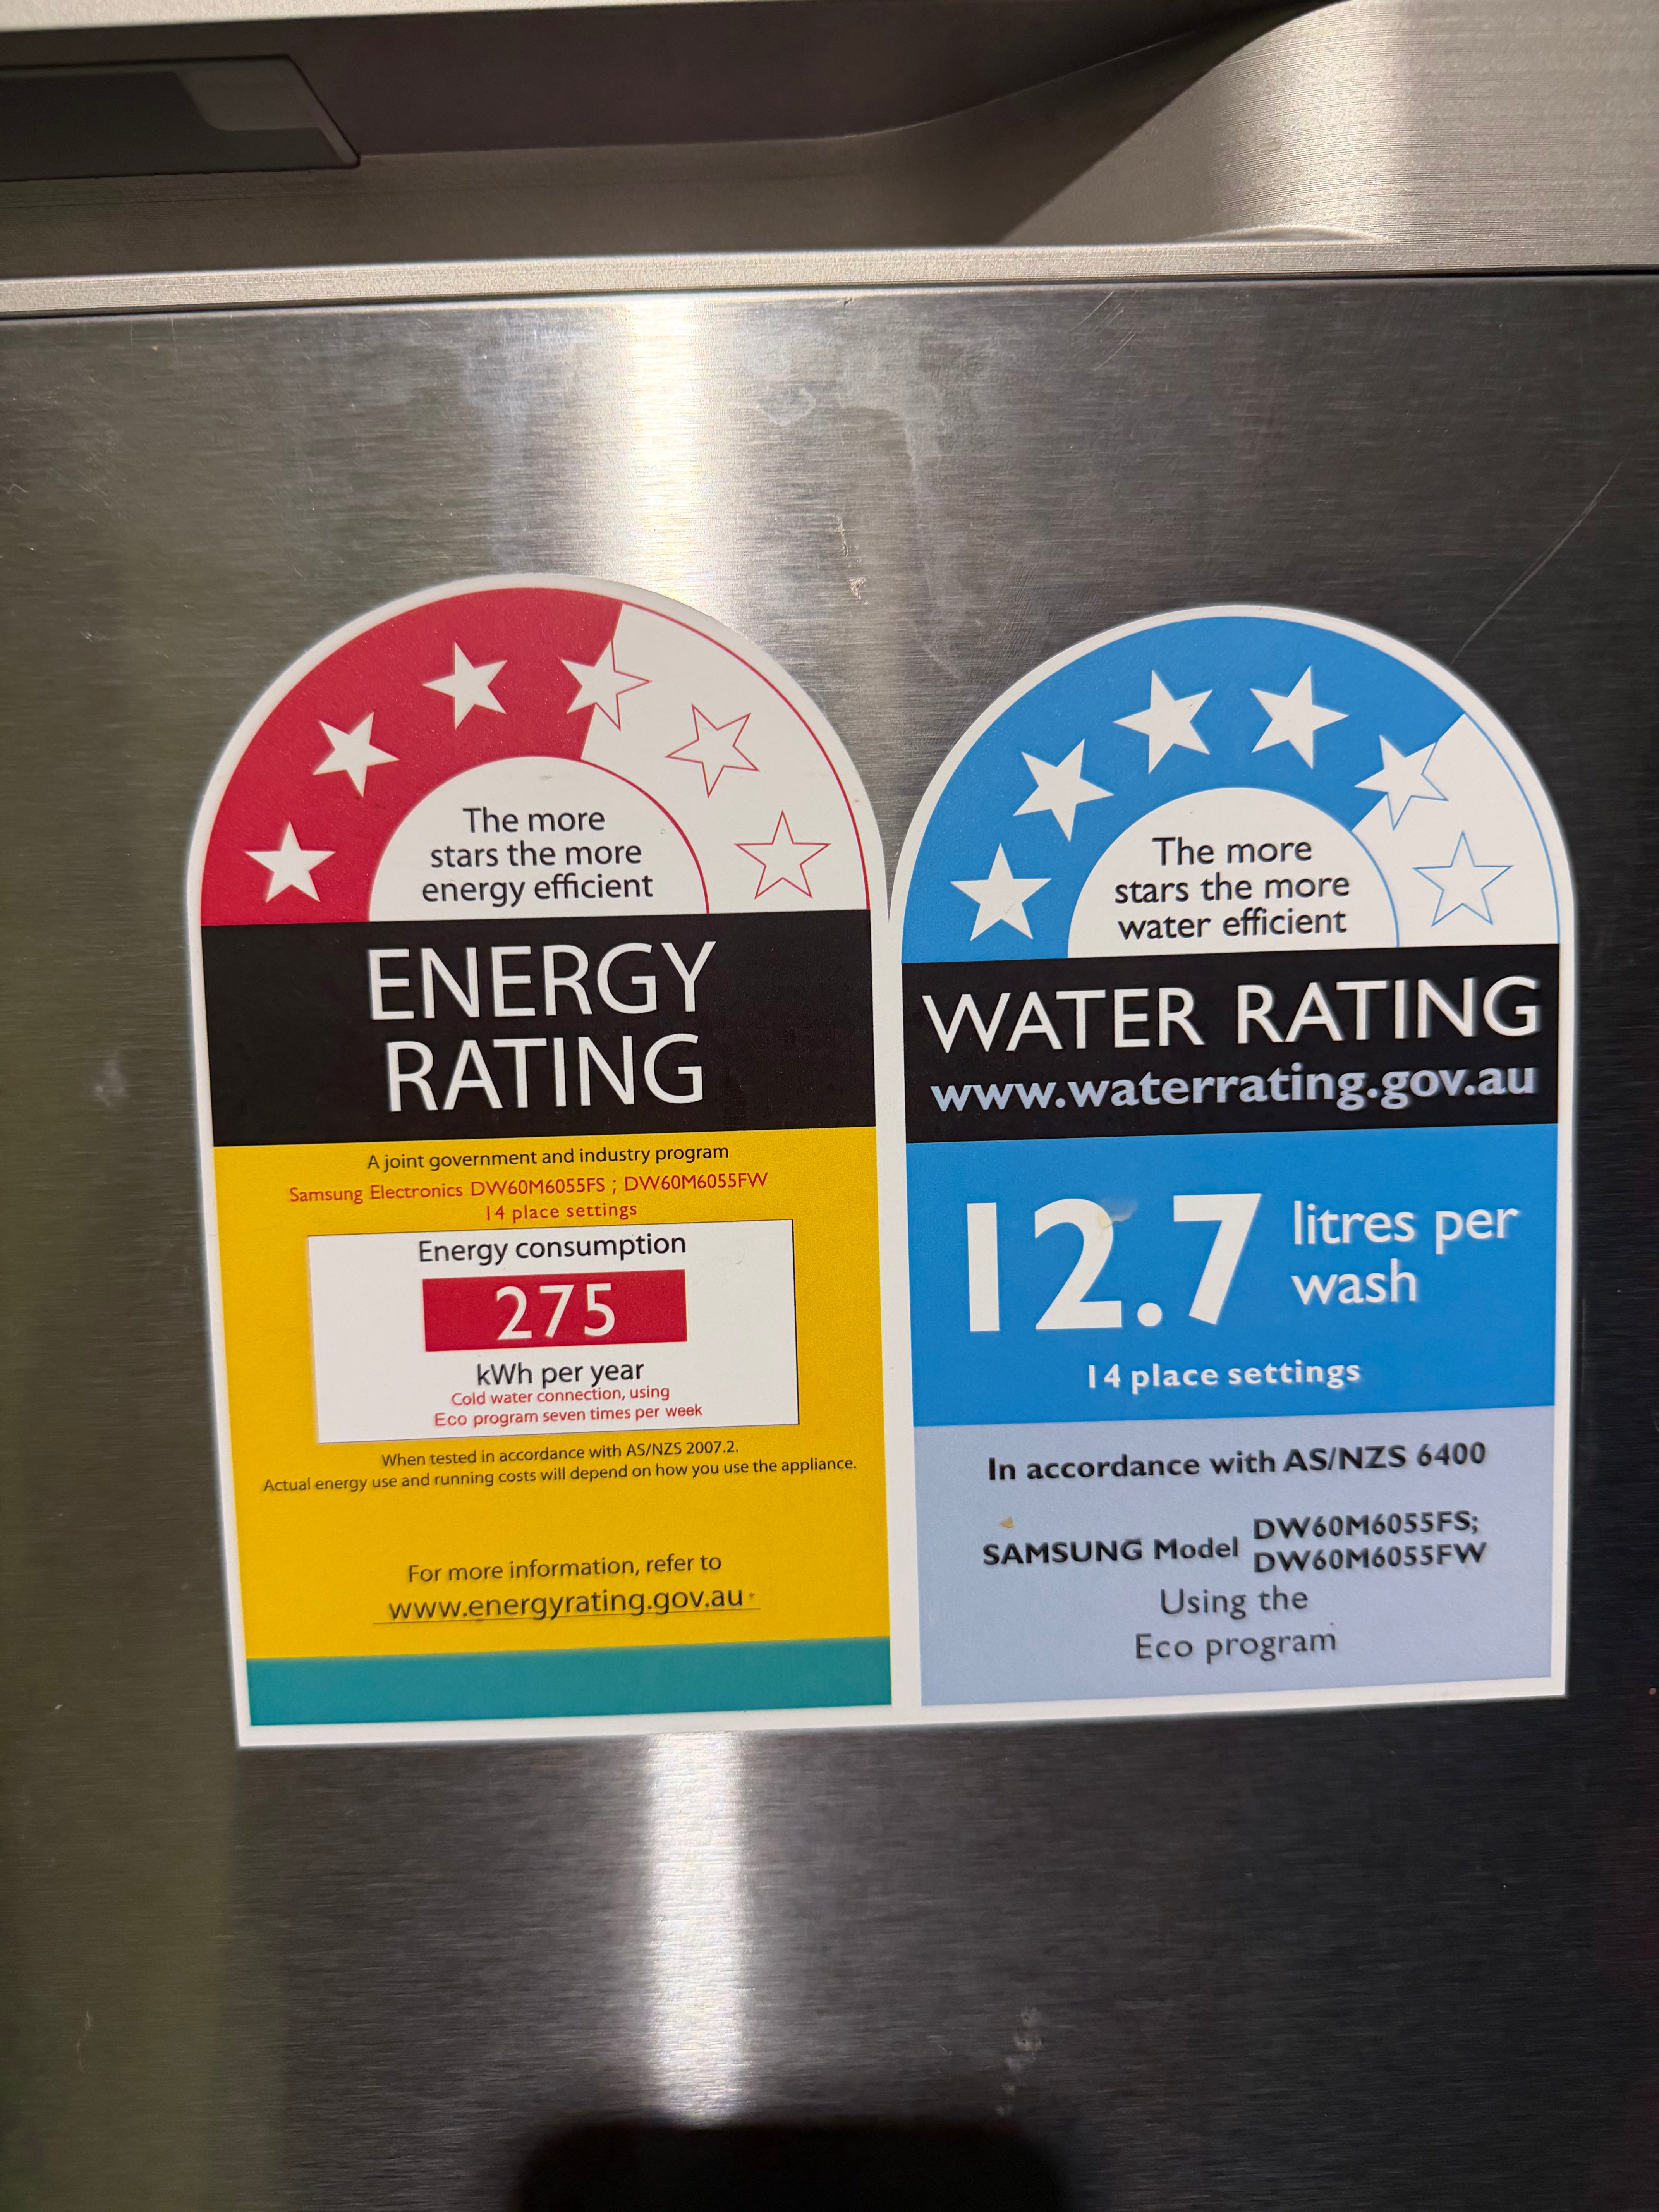 The more
stars the more
energy efficient
ENERGY
RATING
A joint government and industry program
Samsung Electronics DW60M6055FS ; DW60M6055FW
14 place settings
Energy consumption
275
kWh per year
Cold water connection, using
Eco program seven times per week
When tested in accordance with AS/NZS 2007.2.
Actual energy use and running costs will depend on how you use the appliance.
For more information, refer to
www.energyrating.gov.au
The more
stars the more
water efficient
WATER RATING
www.waterrating.gov.au
12.7 litres per
wash
14 place settings
In accordance with AS/NZS 6400
SAMSUNG Model DW60M6055FS;
DW60M6055FW
Using the
Eco program